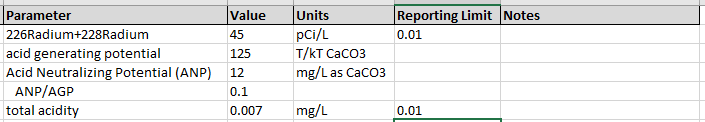 Parameter Value Units Reporting Limit Notes
226Radium+228Radium 45 pCi/L 0.01
acid generating potential 125 T/kT CaCO3
Acid Neutralizing Potential (ANP) 12 mg/L as CaCO3
ANP/AGP 0.1
total acidity 0.007 mg/L 0.01